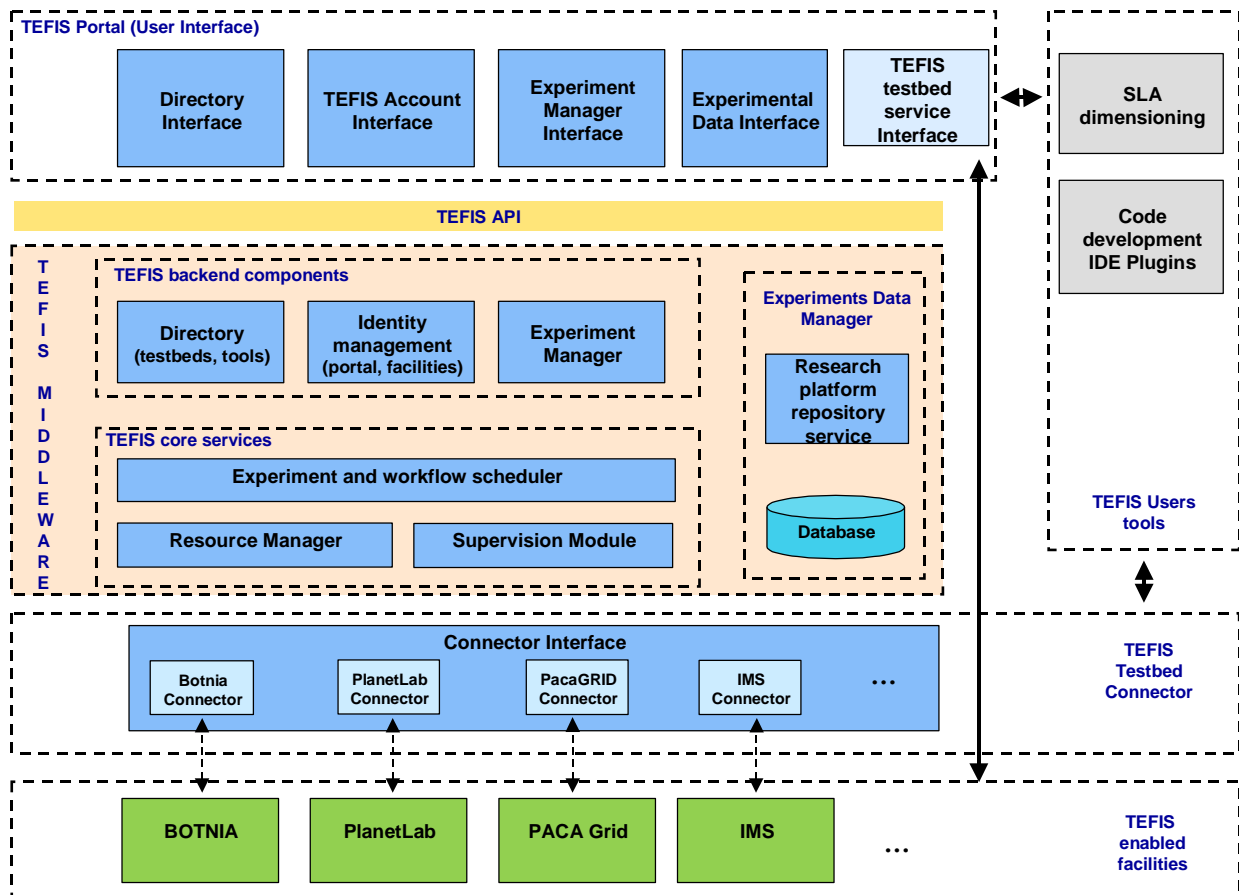 TEFIS Portal (User Interface)
Directory
Interface
TEFIS Account
Interface
Experiment
Manager
Interface
Experimental
Data Interface
TEFIS
testbed
service
Interface
SLA
dimensioning
Code
development
IDE Plugins
TEFIS Users
tools
TEFIS API
TEFIS MIDDLEWARE
TEFIS backend components
Directory
(testbeds, tools)
Identity
management
(portal, facilities)
Experiment
Manager
Experiments Data
Manager
Research
platform
repository
service
Database
TEFIS core services
Experiment and workflow scheduler
Resource Manager
Supervision Module
Connector Interface
Botnia
Connector
PlanetLab
Connector
PacaGRID
Connector
IMS
Connector
...
TEFIS
Testbed
Connector
BOTNIA
PlanetLab
PACA Grid
IMS
...
TEFIS
enabled
facilities